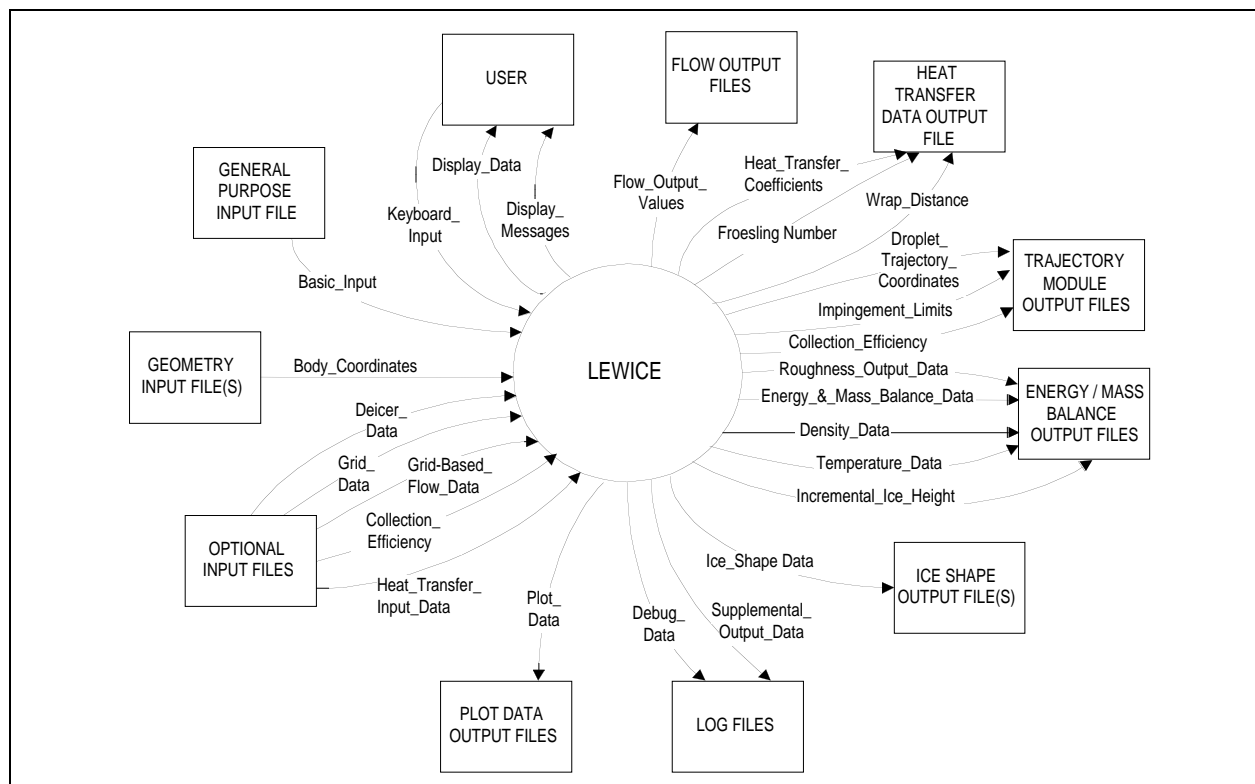 USER
FLOW OUTPUT
FILES
HEAT
TRANSFER
DATA OUTPUT
FILE
GENERAL
PURPOSE
INPUT FILE
Display_Data
Keyboard_
Input
Display_
Messages
Flow_Output_
Values
Heat_Transfer_
Coefficients
Froesling Number
Wrap_Distance
Basic_Input
Droplet_
Trajectory_
Coordinates
Impingement_Limits
Collection_Efficiency
TRAJECTORY
MODULE
OUTPUT FILES
GEOMETRY
INPUT FILE(S)
Body_Coordinates
LEWICE
Roughness_Output_Data
Energy_&_Mass_Balance_Data
Density_Data
Temperature_Data
Incremental_Ice_Height
ENERGY / MASS
BALANCE
OUTPUT FILES
Deicer_
Data
Grid_
Data
Grid-Based_
Flow_Data
Collection_
Efficiency
Heat_Transfer_
Input_Data
OPTIONAL
INPUT FILES
Ice_Shape Data
ICE SHAPE
OUTPUT FILE(S)
Plot_
Data
Debug_
Data
Supplemental_
Output_Data
PLOT DATA
OUTPUT FILES
LOG FILES